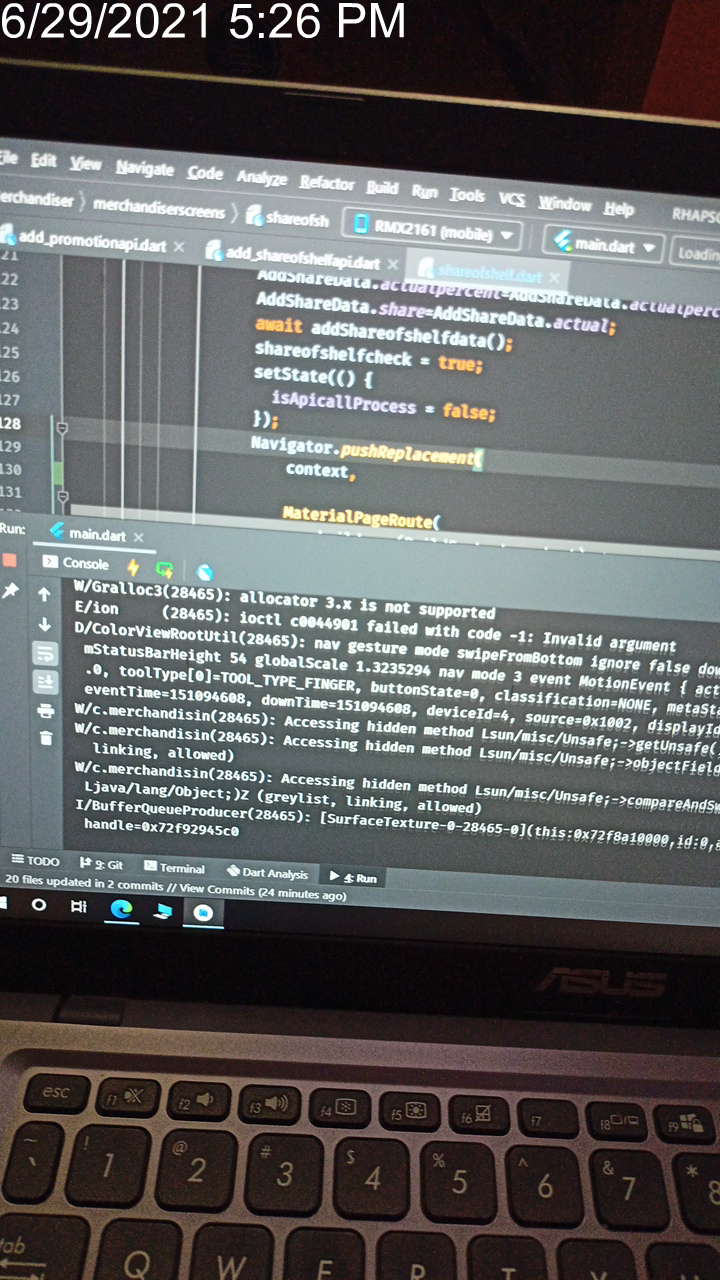 6/29/2021 5:26 PM
File Edit View Navigate Code Analyze Refactor Build Run Tools VCS Window Help RHAPSO
erchandiser merchandiserscreens shareofsh RMX2161 (mobile) main.dart Loadin
add_promotionapi.dart add_shareofshelfapi.dart shareofshelf.dart
121
122 AddShareData.actualpercent=AddShareData.actualperc
123 AddShareData.share=AddShareData.actual;
124 await addShareofshelfdata();
125 shareofshelfcheck = true;
126 setState(() {
127 isApicallProcess = false;
128 });
129 Navigator.pushReplacement(
130 context,
131
MaterialPageRoute(
Run: main.dart
Console
W/Gralloc3(28465): allocator 3.x is not supported
E/ion (28465): ioctl c0044901 failed with code -1: Invalid argument
D/ColorViewRootUtil(28465): nav gesture mode swipeFromBottom ignore false dow
mStatusBarHeight 54 globalScale 1.3235294 nav mode 3 event MotionEvent { act
.0, toolType[0]=TOOL_TYPE_FINGER, buttonState=0, classification=NONE, metaSta
eventTime=151094608, downTime=151094608, deviceId=4, source=0x1002, displayId
W/c.merchandisin(28465): Accessing hidden method Lsun/misc/Unsafe;->getUnsafe(
W/c.merchandisin(28465): Accessing hidden method Lsun/misc/Unsafe;->objectField
linking, allowed)
W/c.merchandisin(28465): Accessing hidden method Lsun/misc/Unsafe;->compareAndSw
Ljava/lang/Object;)Z (greylist, linking, allowed)
I/BufferQueueProducer(28465): [SurfaceTexture-0-28465-0](this:0x72f8a10000,id:0,
handle=0x72f92945c0
TODO 9: Git Terminal Dart Analysis 4: Run
20 files updated in 2 commits // View Commits (24 minutes ago)
ASUS
esc f1 f2 f3 f4 f5 f6 f7 f8 f9
~ ! @ # $ % ^ & *
` 1 2 3 4 5 6 7 8
tab Q W E R T Y